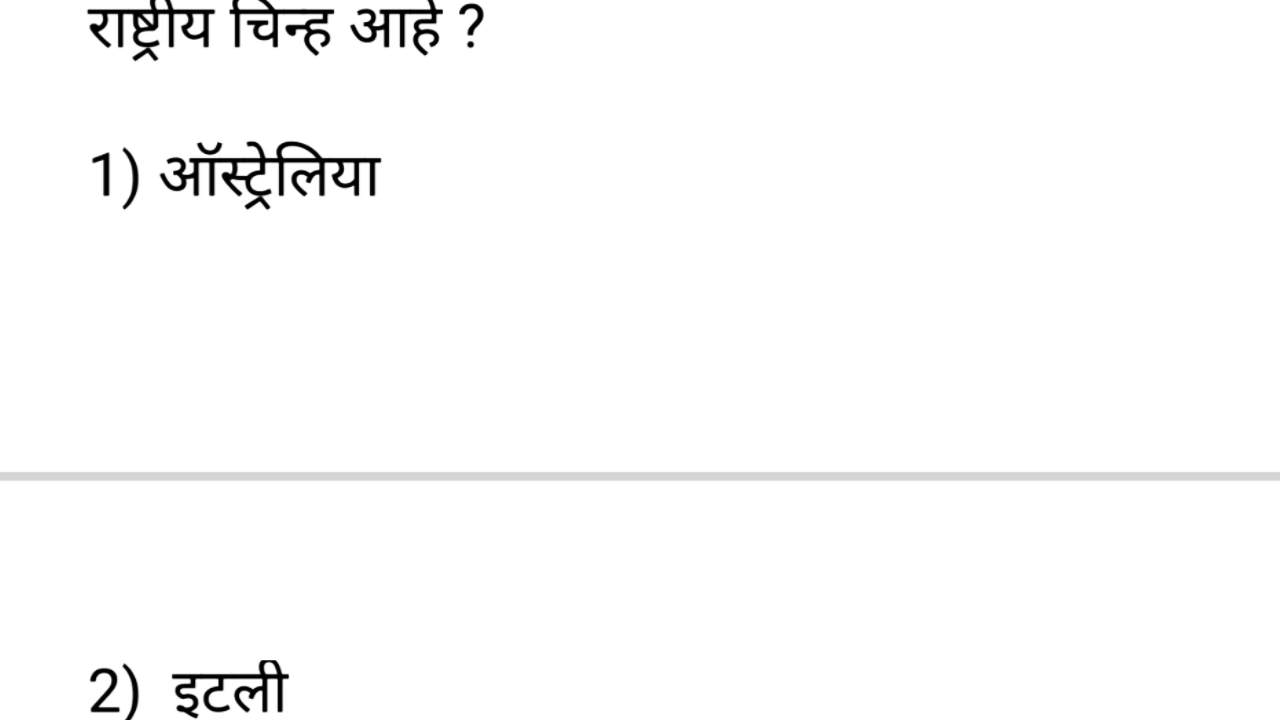 राष्ट्रीय चिन्ह आहे ?
1) ऑस्ट्रेलिया
2) इटली